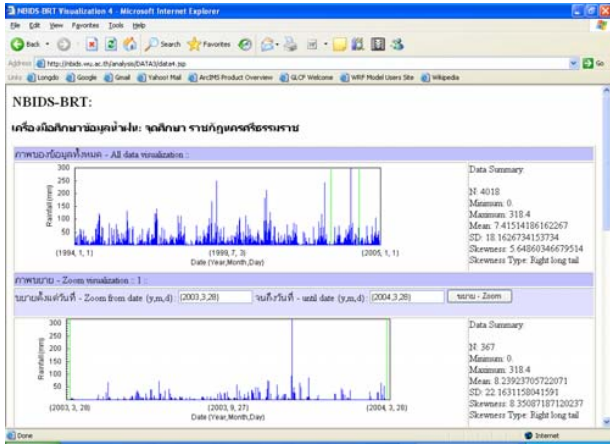 NBIDS-BRT Visualization 4 - Microsoft Internet Explorer
File Edit View Favorites Tools Help
Back Search Favorites
Address http://nbids.wu.ac.th/analysis/DATA3/data4.jsp Go
Links Longdo Google Gmail Yahoo! Mail ArcIMS Product Overview GLCF Welcome WRF Model Users Site Wikipedia
NBIDS-BRT:
เครื่องมือศึกษาข้อมูลน้ำฝน: จุดศึกษา ราชภัฏนครศรีธรรมราช
ภาพของข้อมูลทั้งหมด - All data visualization ::
300
250
200
150
100
50
Rainfall(mm)
(1994, 1, 1) (1999, 7, 3) (2005, 1, 1)
Date (Year,Month,Day)
Data Summary
N: 4018
Minimum: 0.
Maximum: 318.4
Mean: 7.41514186162267
SD: 18.1626734153734
Skewness: 5.64860346679514
Skewness Type: Right long tail
ภาพขยาย - Zoom visualization :: 1 :
ขยายตั้งแต่วันที่ - Zoom from date (y,m,d) : (2003,3,28) จนถึงวันที่ - until date (y,m,d) : (2004,3,28) ขยาย - Zoom
300
250
200
150
100
50
Rainfall(mm)
(2003, 3, 28) (2003, 9, 27) (2004, 3, 28)
Date (Year,Month,Day)
Data Summary
N: 367
Minimum: 0.
Maximum: 318.4
Mean: 8.23923705722071
SD: 22.1631158041591
Skewness: 8.35087187120237
Skewness Type: Right long tail
Done Internet